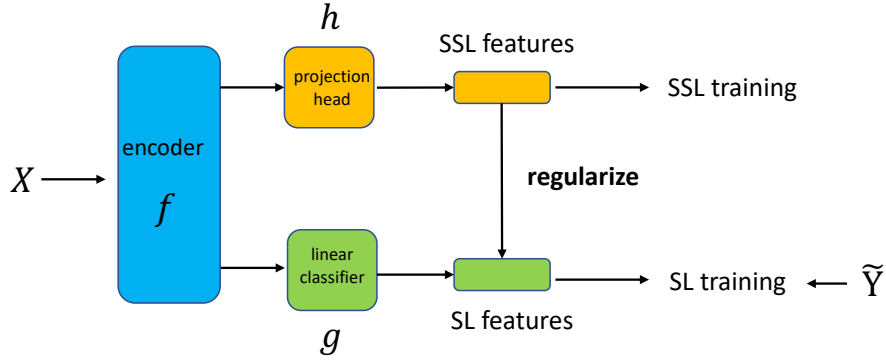 h
SSL features
projection
head
SSL training
encoder
X
f
regularize
linear
classifier
SL training
Ỹ
SL features
g